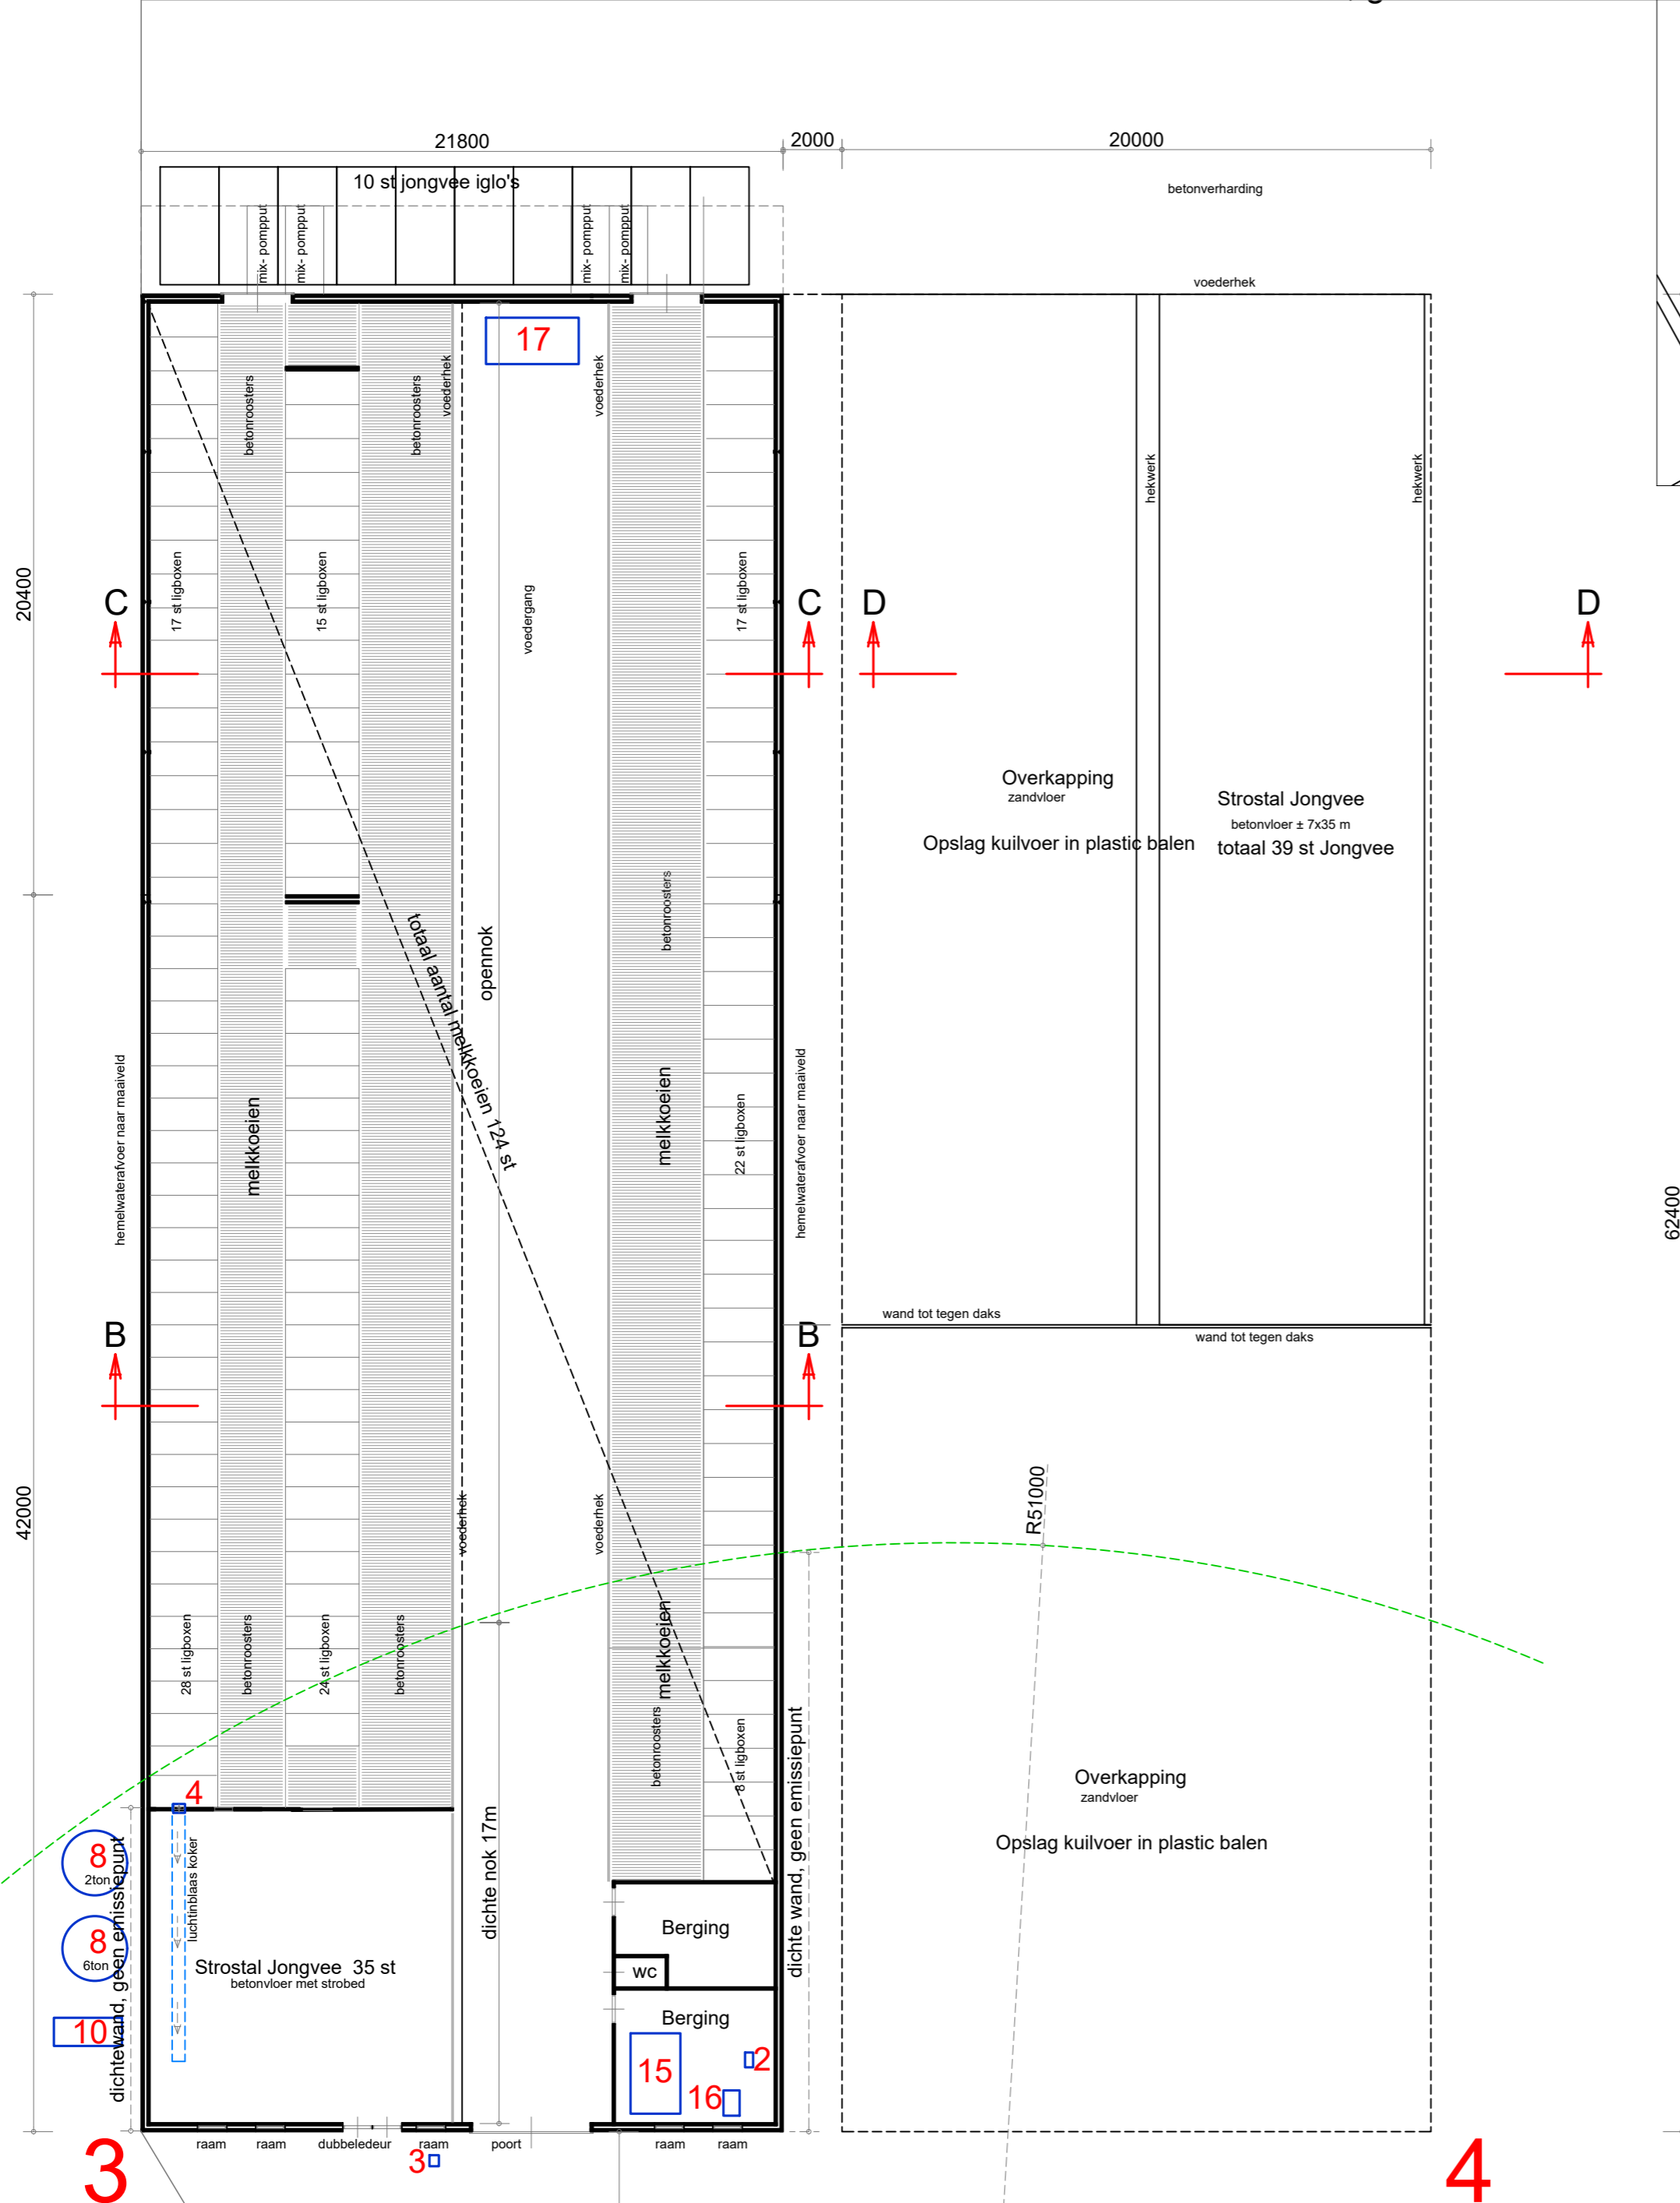 21800
2000
20000
10 st jongvee iglo's
betonverharding
mix- pompput
mix- pompput
mix- pompput
mix- pompput
voederhek
17
betonroosters
betonroosters
voederhek
voederhek
hekwerk
hekwerk
20400
17 st ligboxen
15 st ligboxen
voedergang
17 st ligboxen
C
C
D
D
Overkapping
zandvloer
Opslag kuilvoer in plastic balen
Strostal Jongvee
betonvloer ± 7x35 m
totaal 39 st Jongvee
betonroosters
opennok
totaal aantal melkkoeien 124 st
hemelwaterafvoer naar maaiveld
melkkoeien
melkkoeien
22 st ligboxen
hemelwaterafvoer naar maaiveld
62400
wand tot tegen daks
wand tot tegen daks
B
B
42000
voederhek
voederhek
R51000
28 st ligboxen
betonroosters
24 st ligboxen
betonroosters
melkkoeien
betonroosters
8 st ligboxen
dichte wand, geen emissiepunt
Overkapping
zandvloer
Opslag kuilvoer in plastic balen
4
8
2ton
8
6ton
10
dichtewand, geen emissiepunt
luchtinblaas koker
dichte nok 17m
Strostal Jongvee 35 st
betonvloer met strobed
Berging
wc
Berging
15
2
16
raam
raam
dubbeledeur
raam
poort
raam
raam
3
3
4